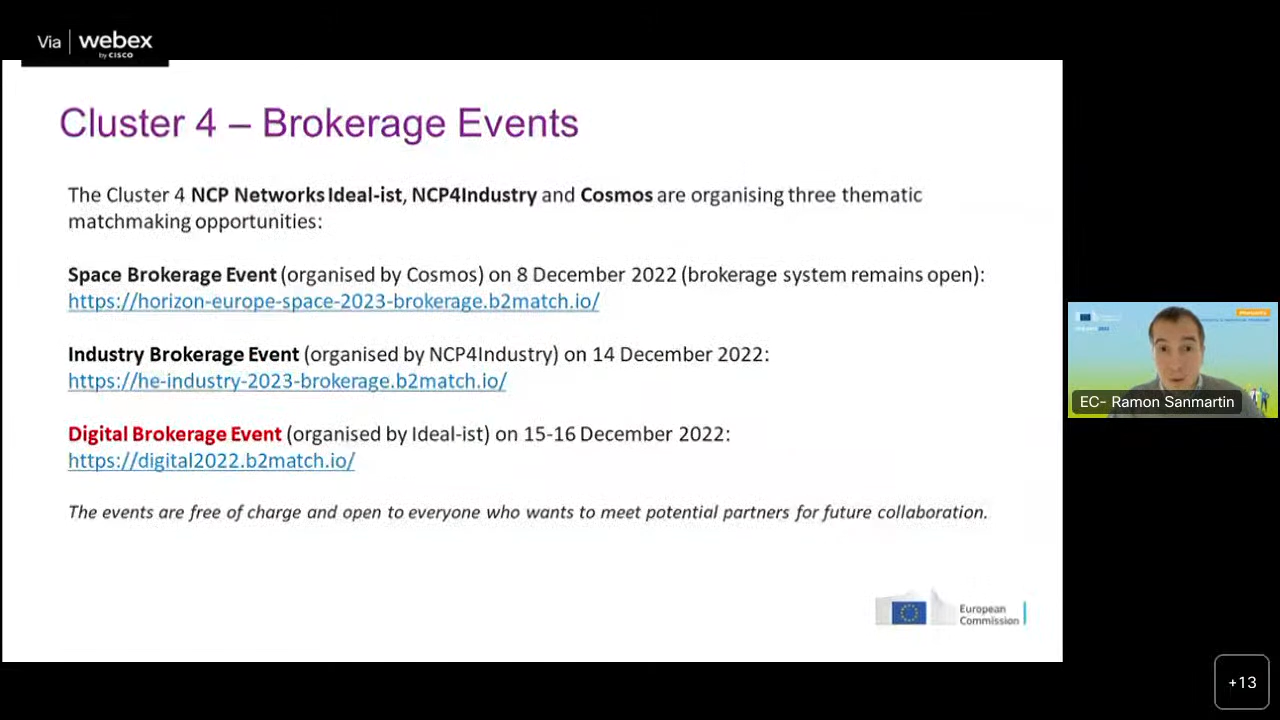 Via webex
by CISCO
Cluster 4 – Brokerage Events
The Cluster 4 NCP Networks Ideal-ist, NCP4Industry and Cosmos are organising three thematic
matchmaking opportunities:
Space Brokerage Event (organised by Cosmos) on 8 December 2022 (brokerage system remains open):
https://horizon-europe-space-2023-brokerage.b2match.io/
Industry Brokerage Event (organised by NCP4Industry) on 14 December 2022:
https://he-industry-2023-brokerage.b2match.io/
Digital Brokerage Event (organised by Ideal-ist) on 15-16 December 2022:
https://digital2022.b2match.io/
The events are free of charge and open to everyone who wants to meet potential partners for future collaboration.
European
Commission
EC- Ramon Sanmartin
+13